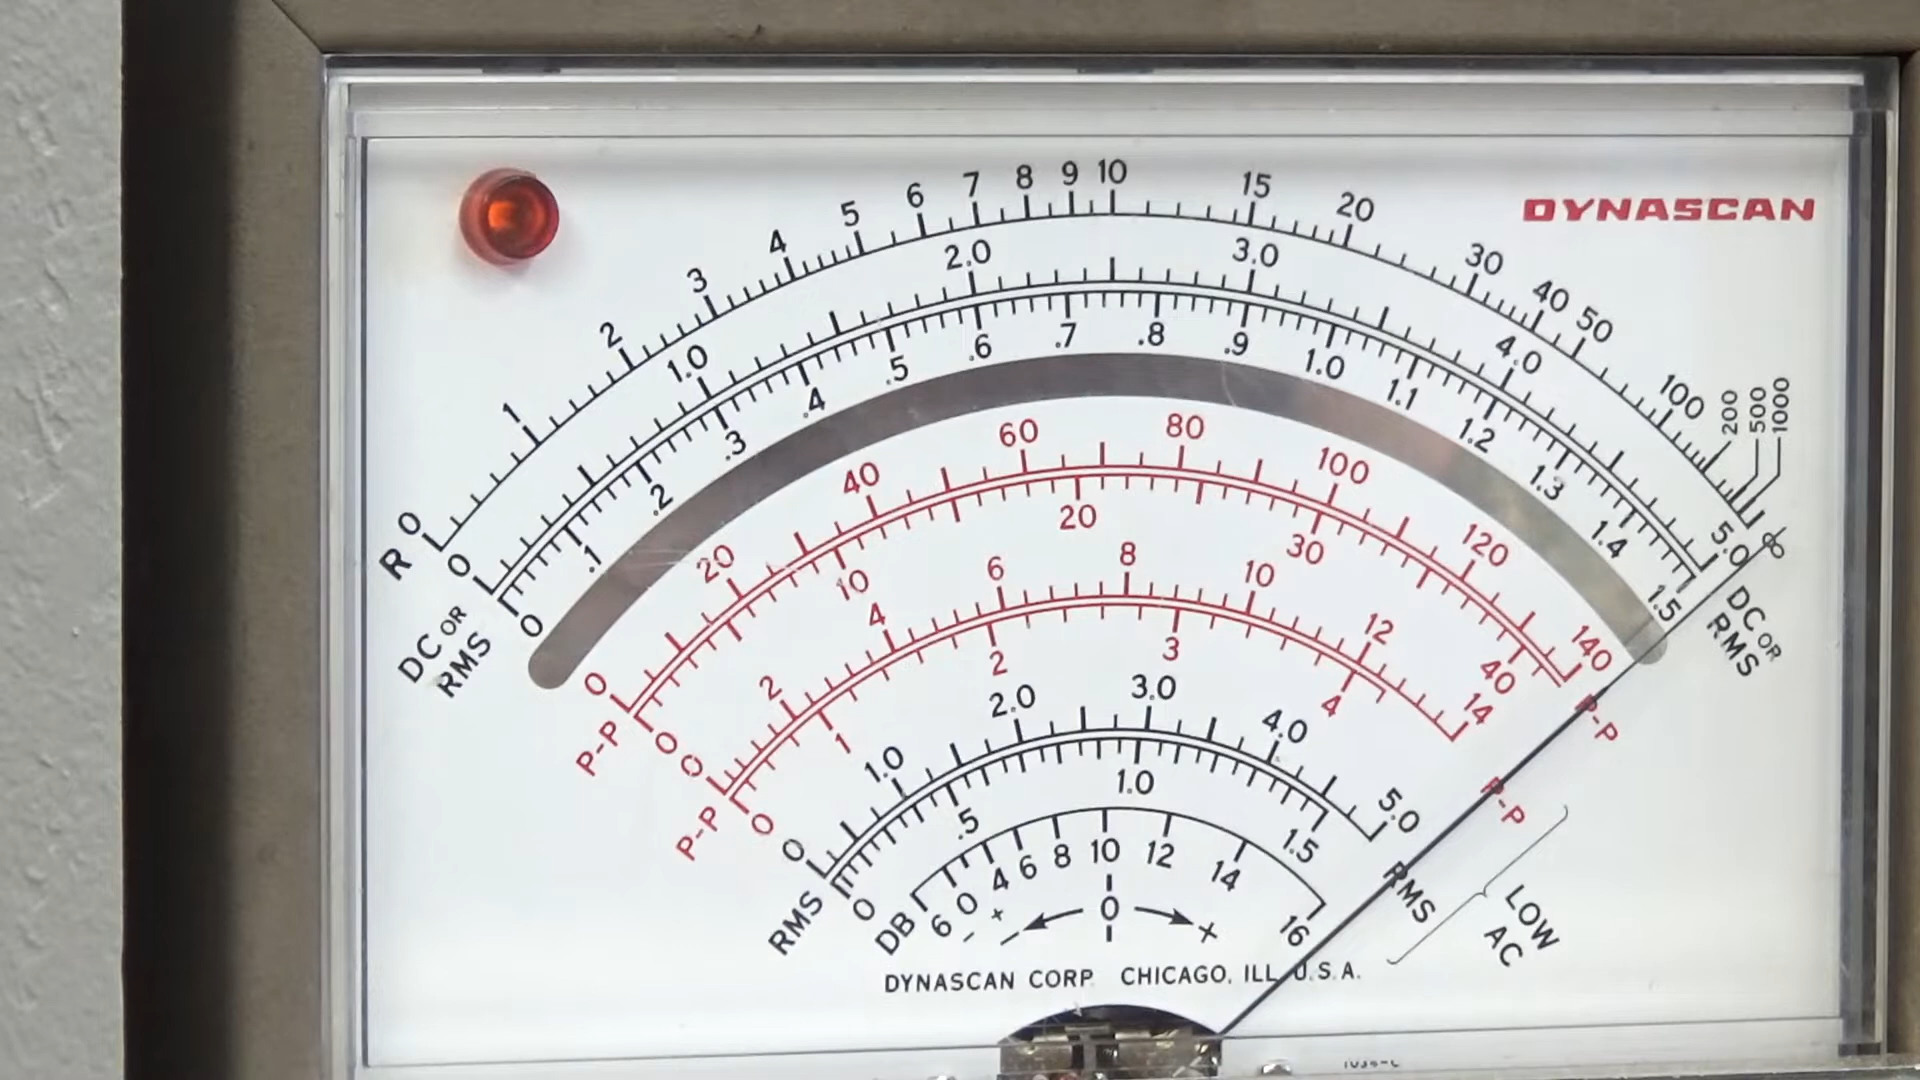 DYNASCAN
R 0 1 2 3 4 5 6 7 8 9 10 15 20 30 40 50 100 200 500 1000 ∞
DC OR RMS 0 1.0 2.0 3.0 4.0 5.0 DC OR RMS
0 .1 .2 .3 .4 .5 .6 .7 .8 .9 1.0 1.1 1.2 1.3 1.4 1.5
P-P 0 20 40 60 80 100 120 140 P-P
0 10 20 30 40
P-P 0 2 4 6 8 10 12 14 P-P
0 1 2 3 4
RMS 0 1.0 2.0 3.0 4.0 5.0 RMS
0 .5 1.0 1.5
LOW
AC
DB 6 0 4 6 8 10 12 14 16
- +
- 0 +
DYNASCAN CORP. CHICAGO, ILL. U.S.A.